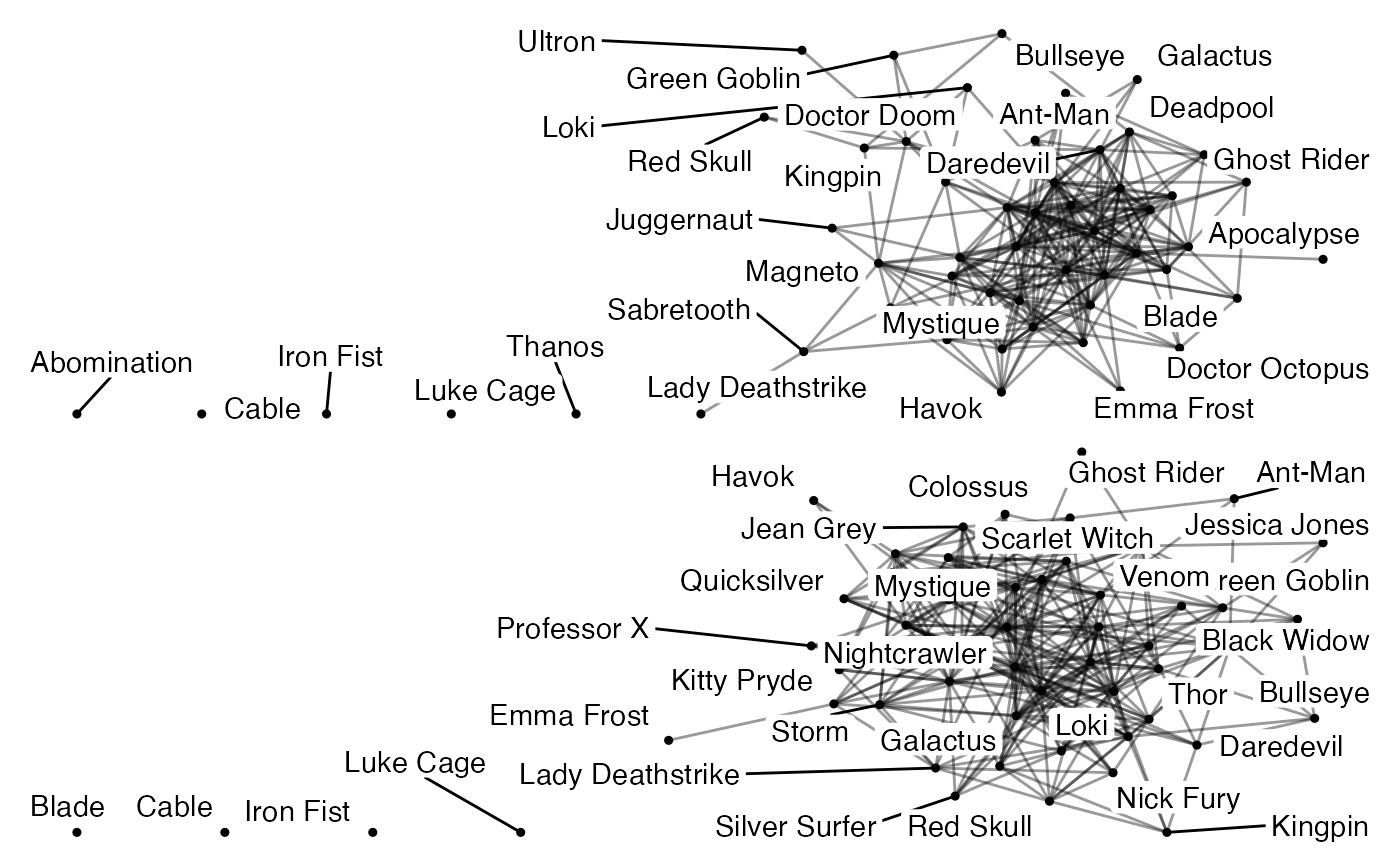 Ultron
Bullseye
Galactus
Green Goblin
Deadpool
Loki
Doctor Doom
Ant-Man
Red Skull
Daredevil
Ghost Rider
Kingpin
Juggernaut
Apocalypse
Magneto
Sabretooth
Mystique
Blade
Abomination
Iron Fist
Thanos
Doctor Octopus
Luke Cage
Lady Deathstrike
Cable
Havok
Emma Frost
Havok
Ghost Rider
Ant-Man
Colossus
Jean Grey
Scarlet Witch
Jessica Jones
Quicksilver
Mystique
Venom
reen Goblin
Professor X
Nightcrawler
Black Widow
Kitty Pryde
Thor
Bullseye
Emma Frost
Storm
Galactus
Loki
Daredevil
Luke Cage
Lady Deathstrike
Blade
Cable
Iron Fist
Nick Fury
Silver Surfer
Red Skull
Kingpin